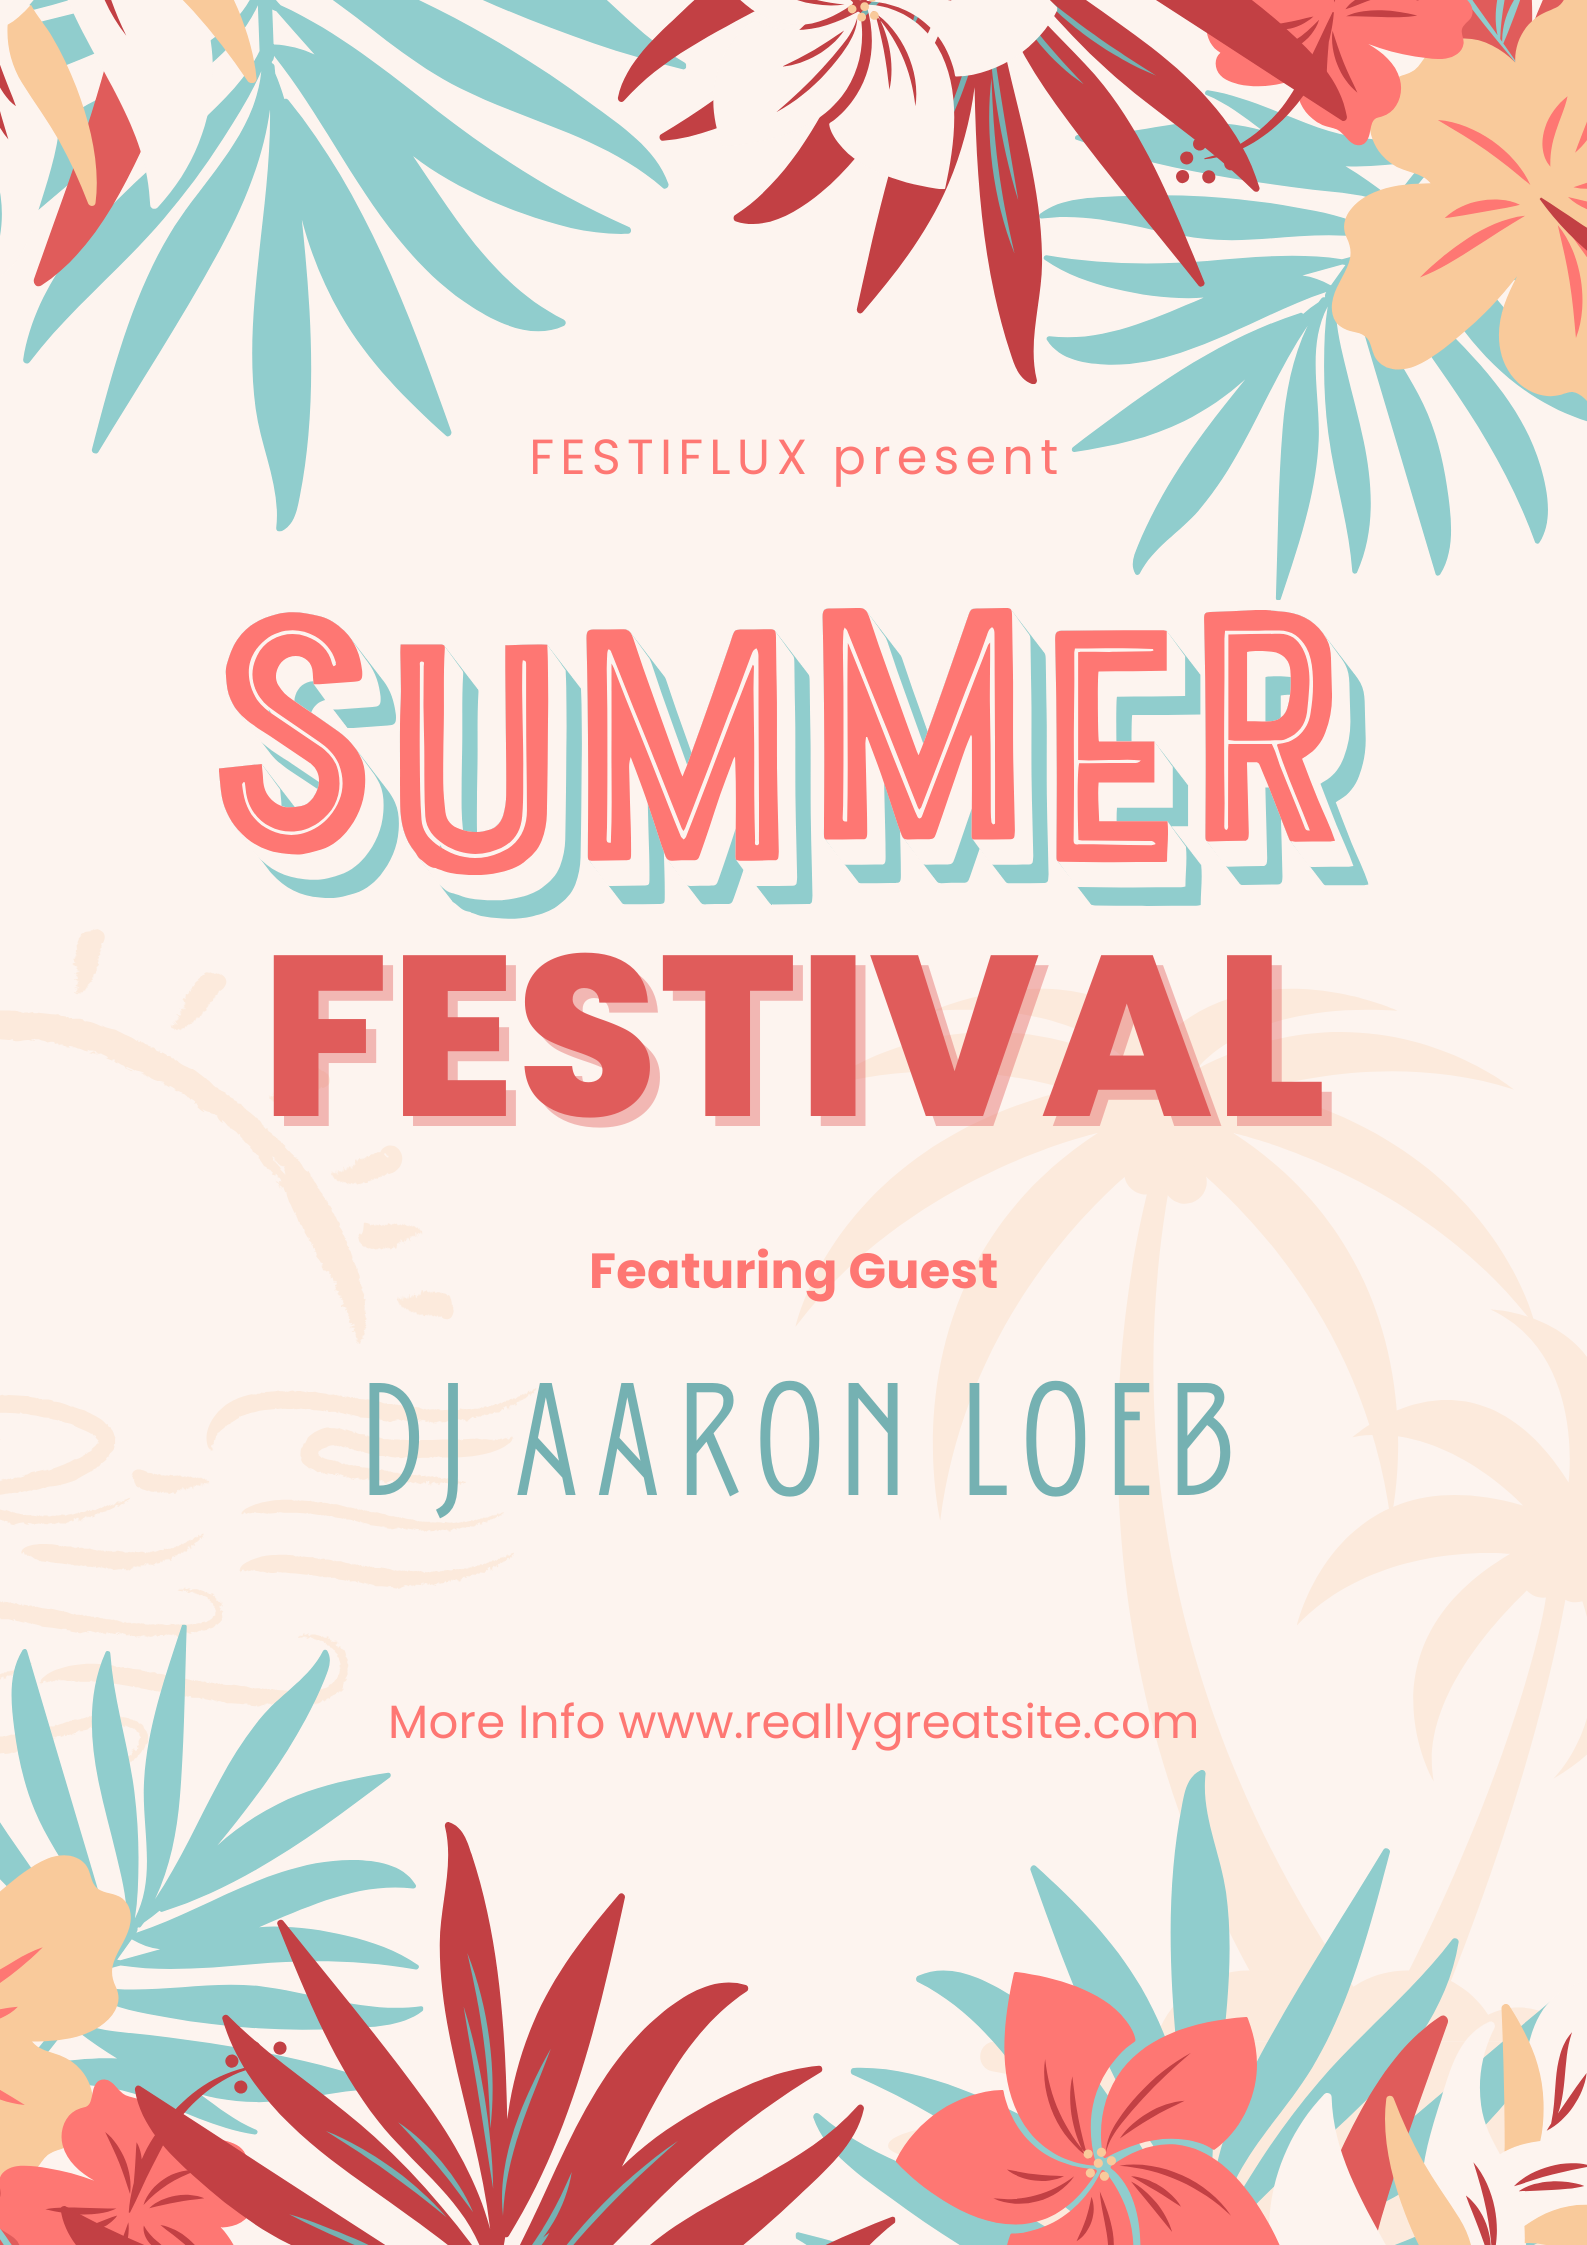 FESTIFLUX present
SUMMER
FESTIVAL
Featuring Guest
DJ AARON LOEB
More Info www.reallygreatsite.com